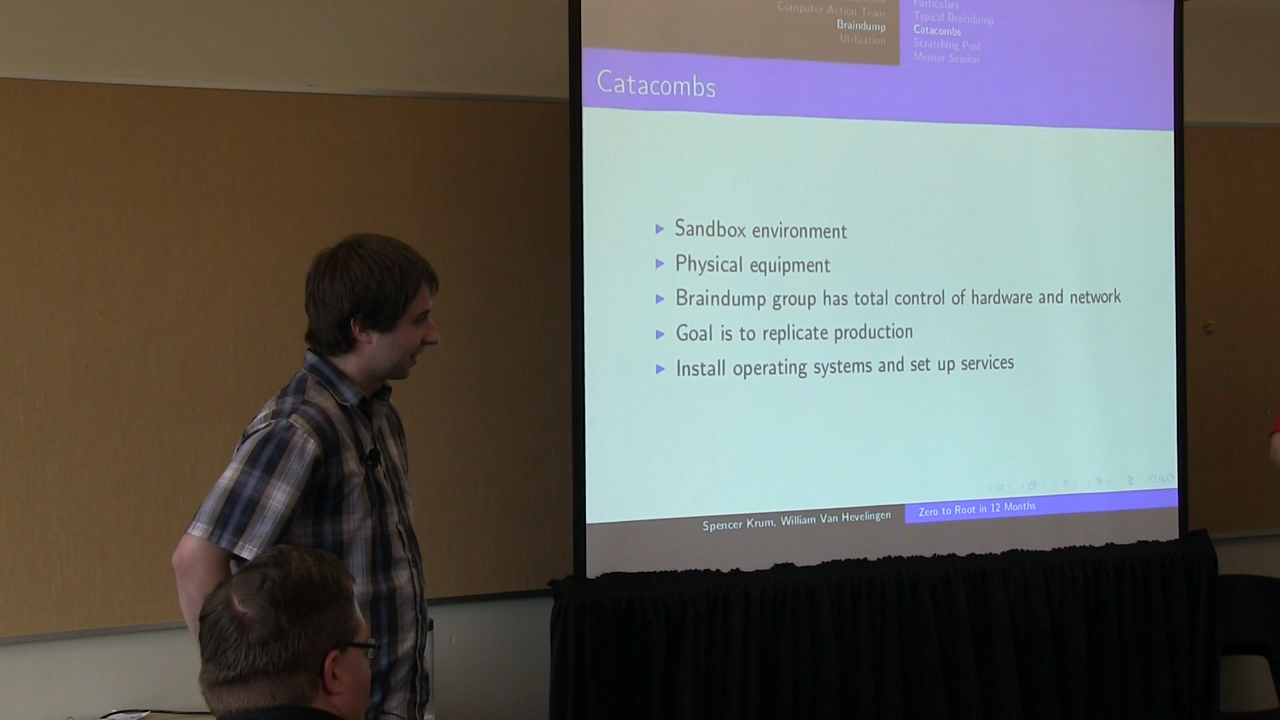 Computer Action Team
Braindump
Utilization
Particulars
Typical Braindump
Catacombs
Scratching Post
Mentor Session
Catacombs
Sandbox environment
Physical equipment
Braindump group has total control of hardware and network
Goal is to replicate production
Install operating systems and set up services
Spencer Krum, William Van Hevelingen
Zero to Root in 12 Months